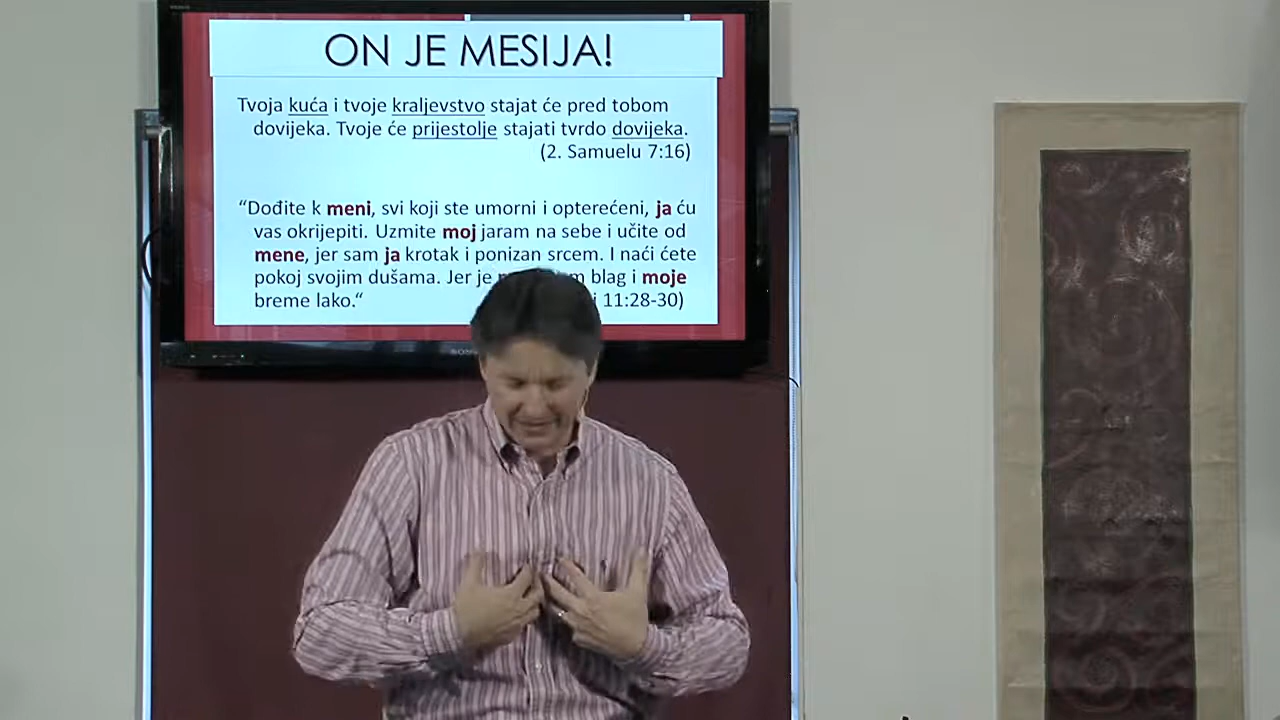 ON JE MESIJA!
Tvoja kuća i tvoje kraljevstvo stajat će pred tobom
dovijeka. Tvoje će prijestolje stajati tvrdo dovijeka.
(2. Samuelu 7:16)
“Dođite k meni, svi koji ste umorni i opterećeni, ja ću
vas okrijepiti. Uzmite moj jaram na sebe i učite od
mene, jer sam ja krotak i ponizan srcem. I naći ćete
pokoj svojim dušama. Jer je blag i moje
breme lako.“ 11:28-30)